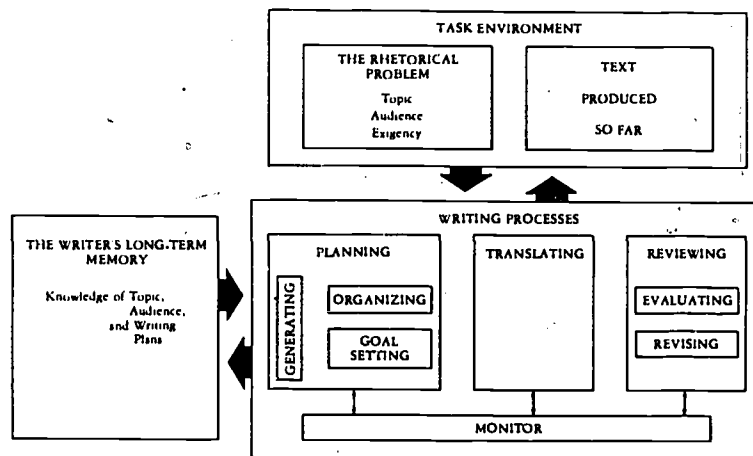 TASK ENVIRONMENT
THE RHETORICAL
PROBLEM
Topic
Audience
Exigency
TEXT
PRODUCED
SO FAR
THE WRITER'S LONG-TERM
MEMORY
Knowledge of Topic,
Audience,
and Writing
Plans
WRITING PROCESSES
PLANNING
GENERATING
ORGANIZING
GOAL
SETTING
TRANSLATING
REVIEWING
EVALUATING
REVISING
MONITOR